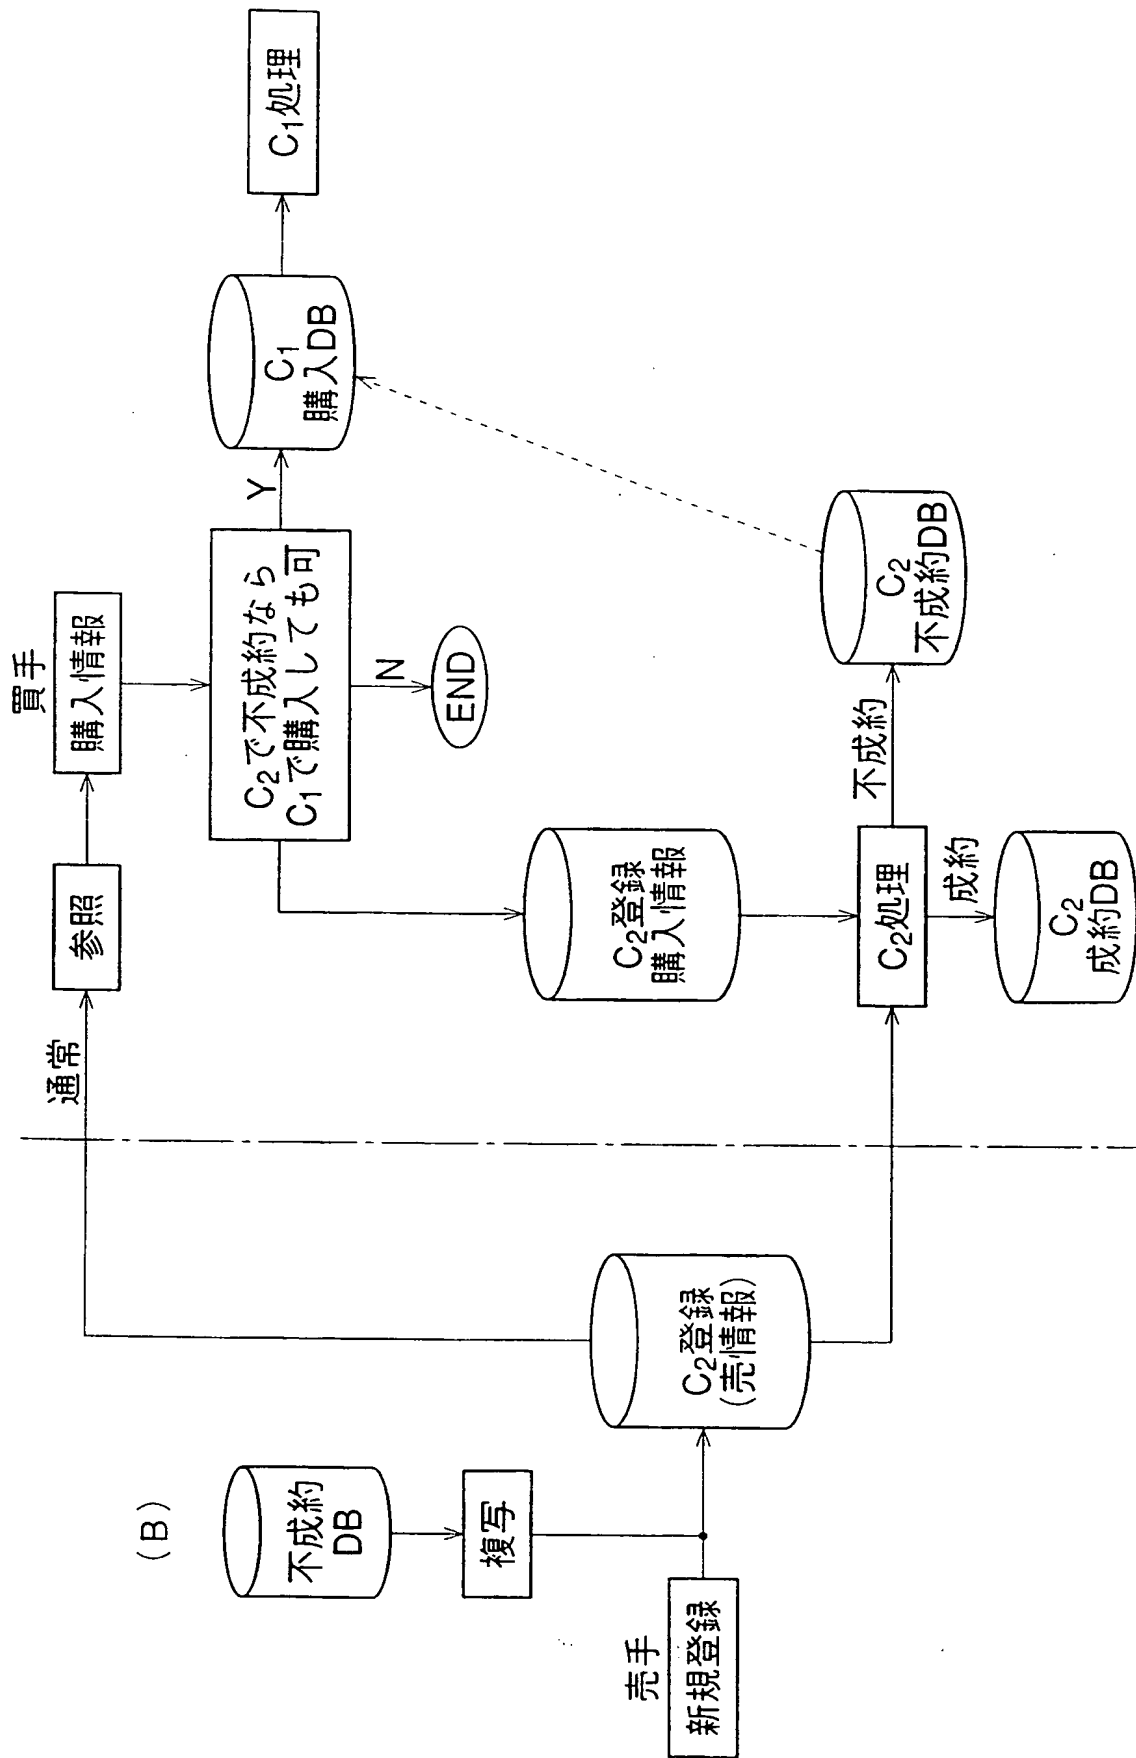 (B)
不成約
DB
複写
売手
新規登録
C2登録
(売情報)
通常
参照
買手
購入情報
C2で不成約なら
C1で購入しても可
Y
N
END
C1
購入DB
C1処理
C2登録
購入情報
C2処理
不成約
成約
C2
不成約DB
C2
成約DB